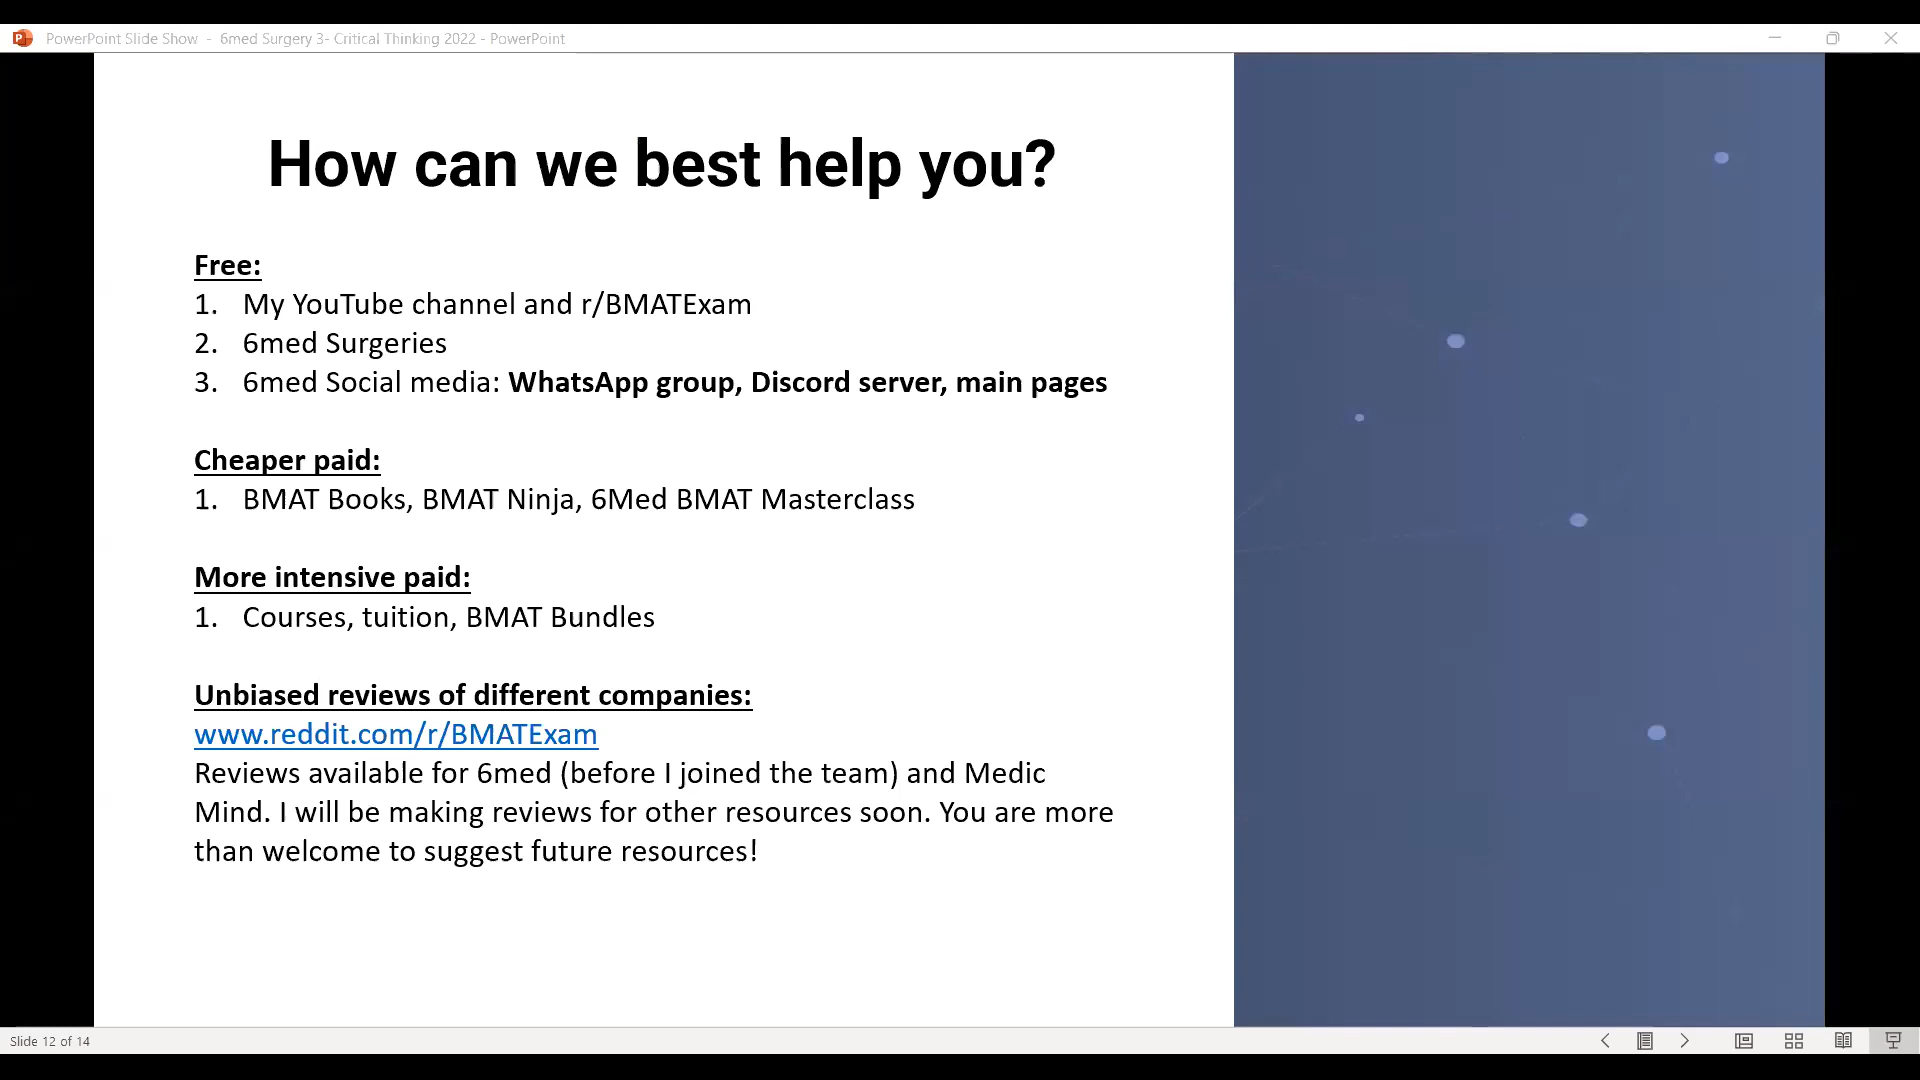 PowerPoint Slide Show - 6med Surgery 3- Critical Thinking 2022 - PowerPoint
How can we best help you?
Free:
1. My YouTube channel and r/BMATExam
2. 6med Surgeries
3. 6med Social media: WhatsApp group, Discord server, main pages
Cheaper paid:
1. BMAT Books, BMAT Ninja, 6Med BMAT Masterclass
More intensive paid:
1. Courses, tuition, BMAT Bundles
Unbiased reviews of different companies:
www.reddit.com/r/BMATExam
Reviews available for 6med (before I joined the team) and Medic
Mind. I will be making reviews for other resources soon. You are more
than welcome to suggest future resources!
Slide 12 of 14